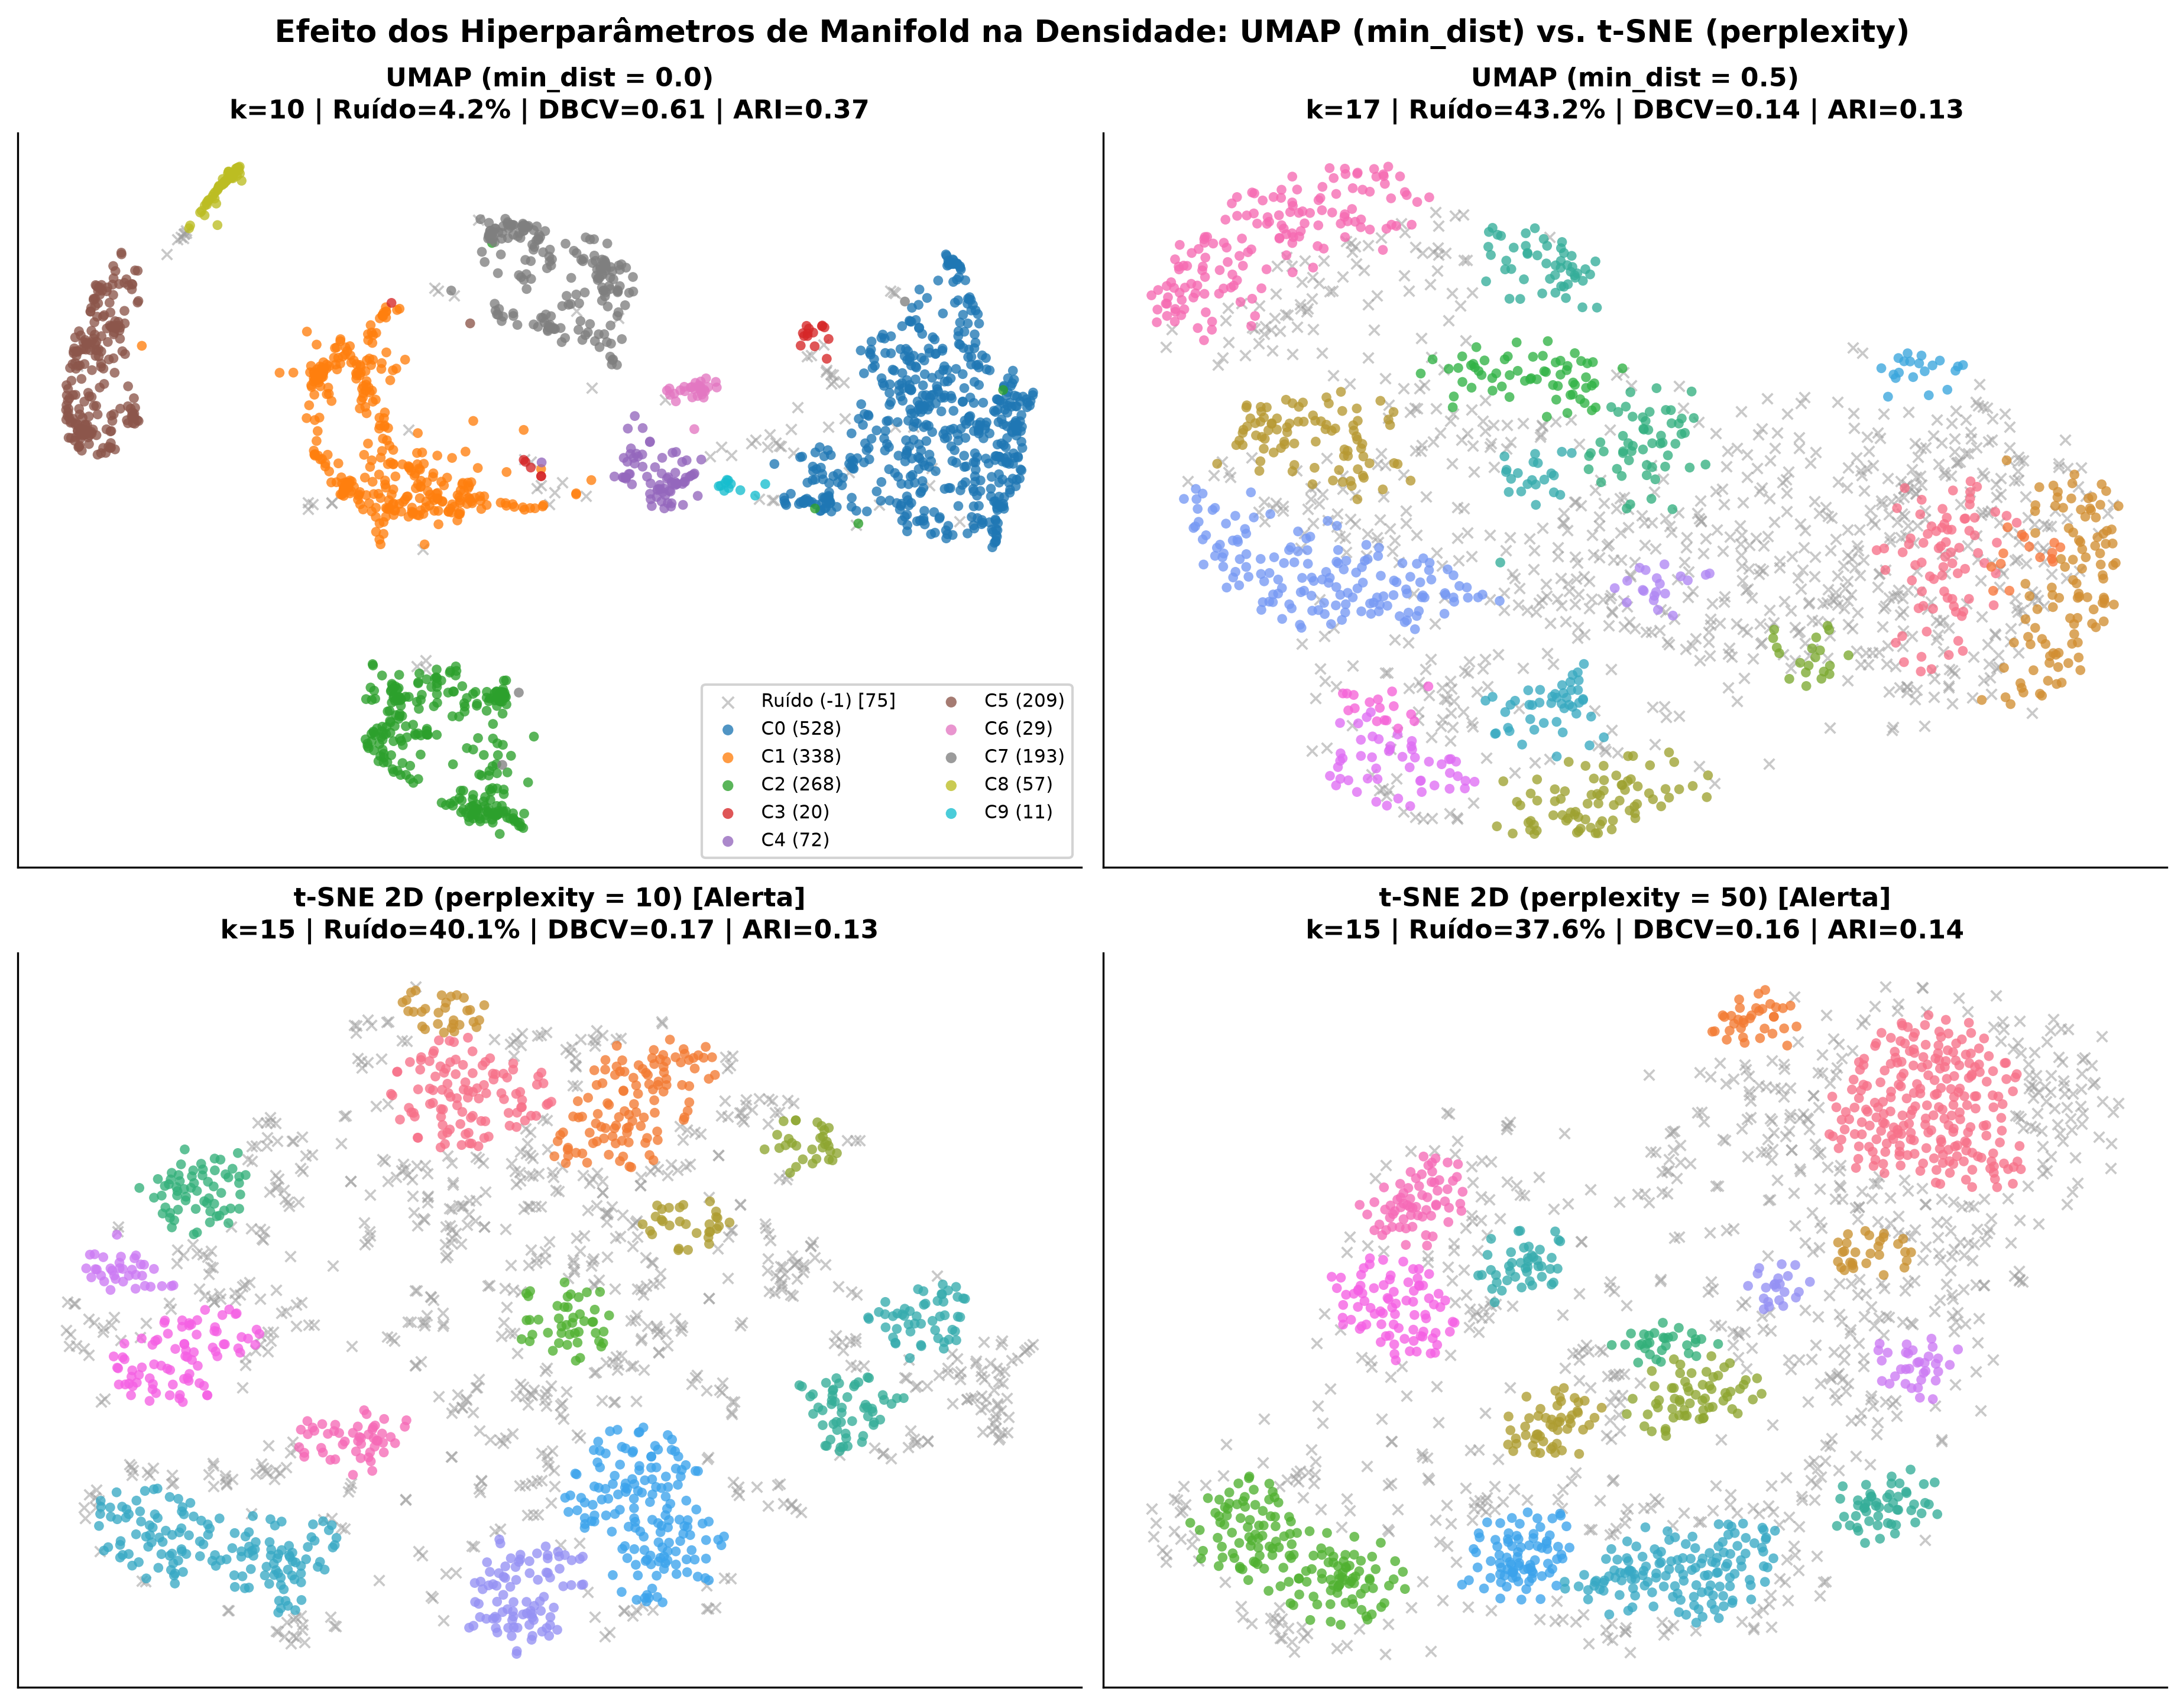 Efeito dos Hiperparâmetros de Manifold na Densidade: UMAP (min_dist) vs. t-SNE (perplexity)
UMAP (min_dist = 0.0)
k=10 | Ruído=4.2% | DBCV=0.61 | ARI=0.37
UMAP (min_dist = 0.5)
k=17 | Ruído=43.2% | DBCV=0.14 | ARI=0.13
Ruído (-1) [75]
C0 (528)
C1 (338)
C2 (268)
C3 (20)
C4 (72)
C5 (209)
C6 (29)
C7 (193)
C8 (57)
C9 (11)
t-SNE 2D (perplexity = 10) [Alerta]
k=15 | Ruído=40.1% | DBCV=0.17 | ARI=0.13
t-SNE 2D (perplexity = 50) [Alerta]
k=15 | Ruído=37.6% | DBCV=0.16 | ARI=0.14